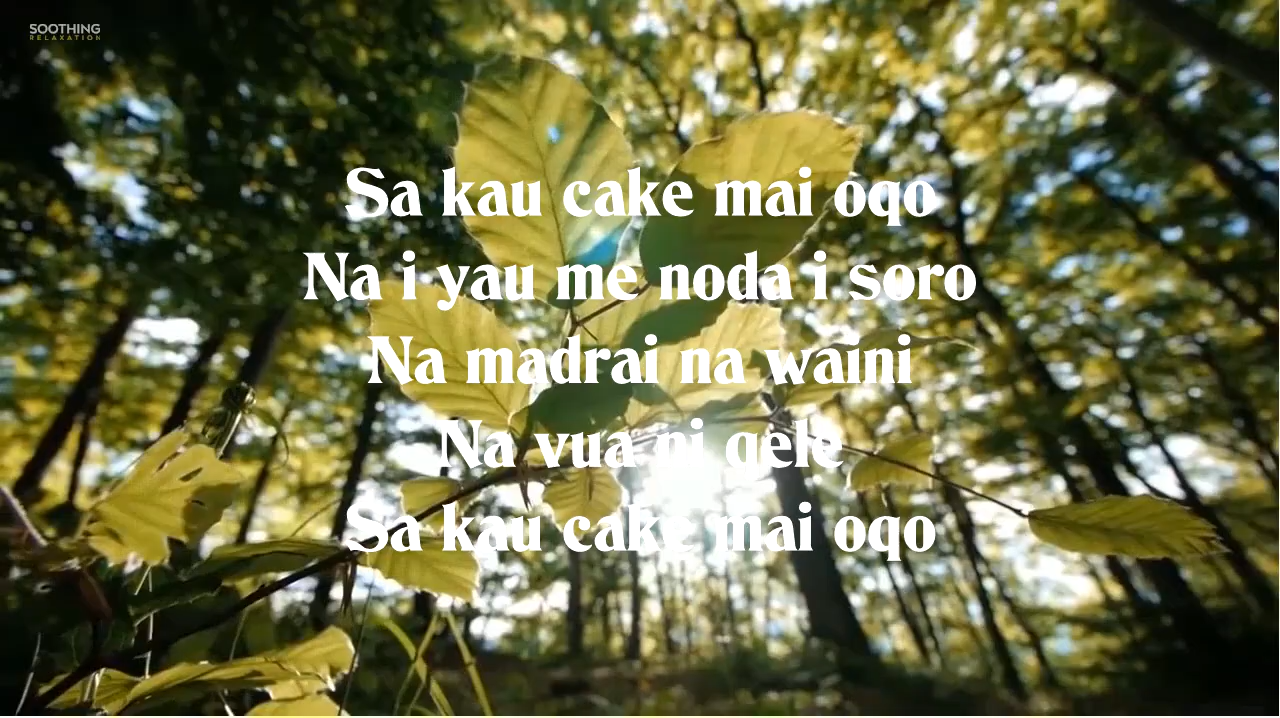 SOOTHING
RELAXATION
Sa kau cake mai oqo
Na i yau me noda i soro
Na madrai na waini
Na vua ni qele
Sa kau cake mai oqo